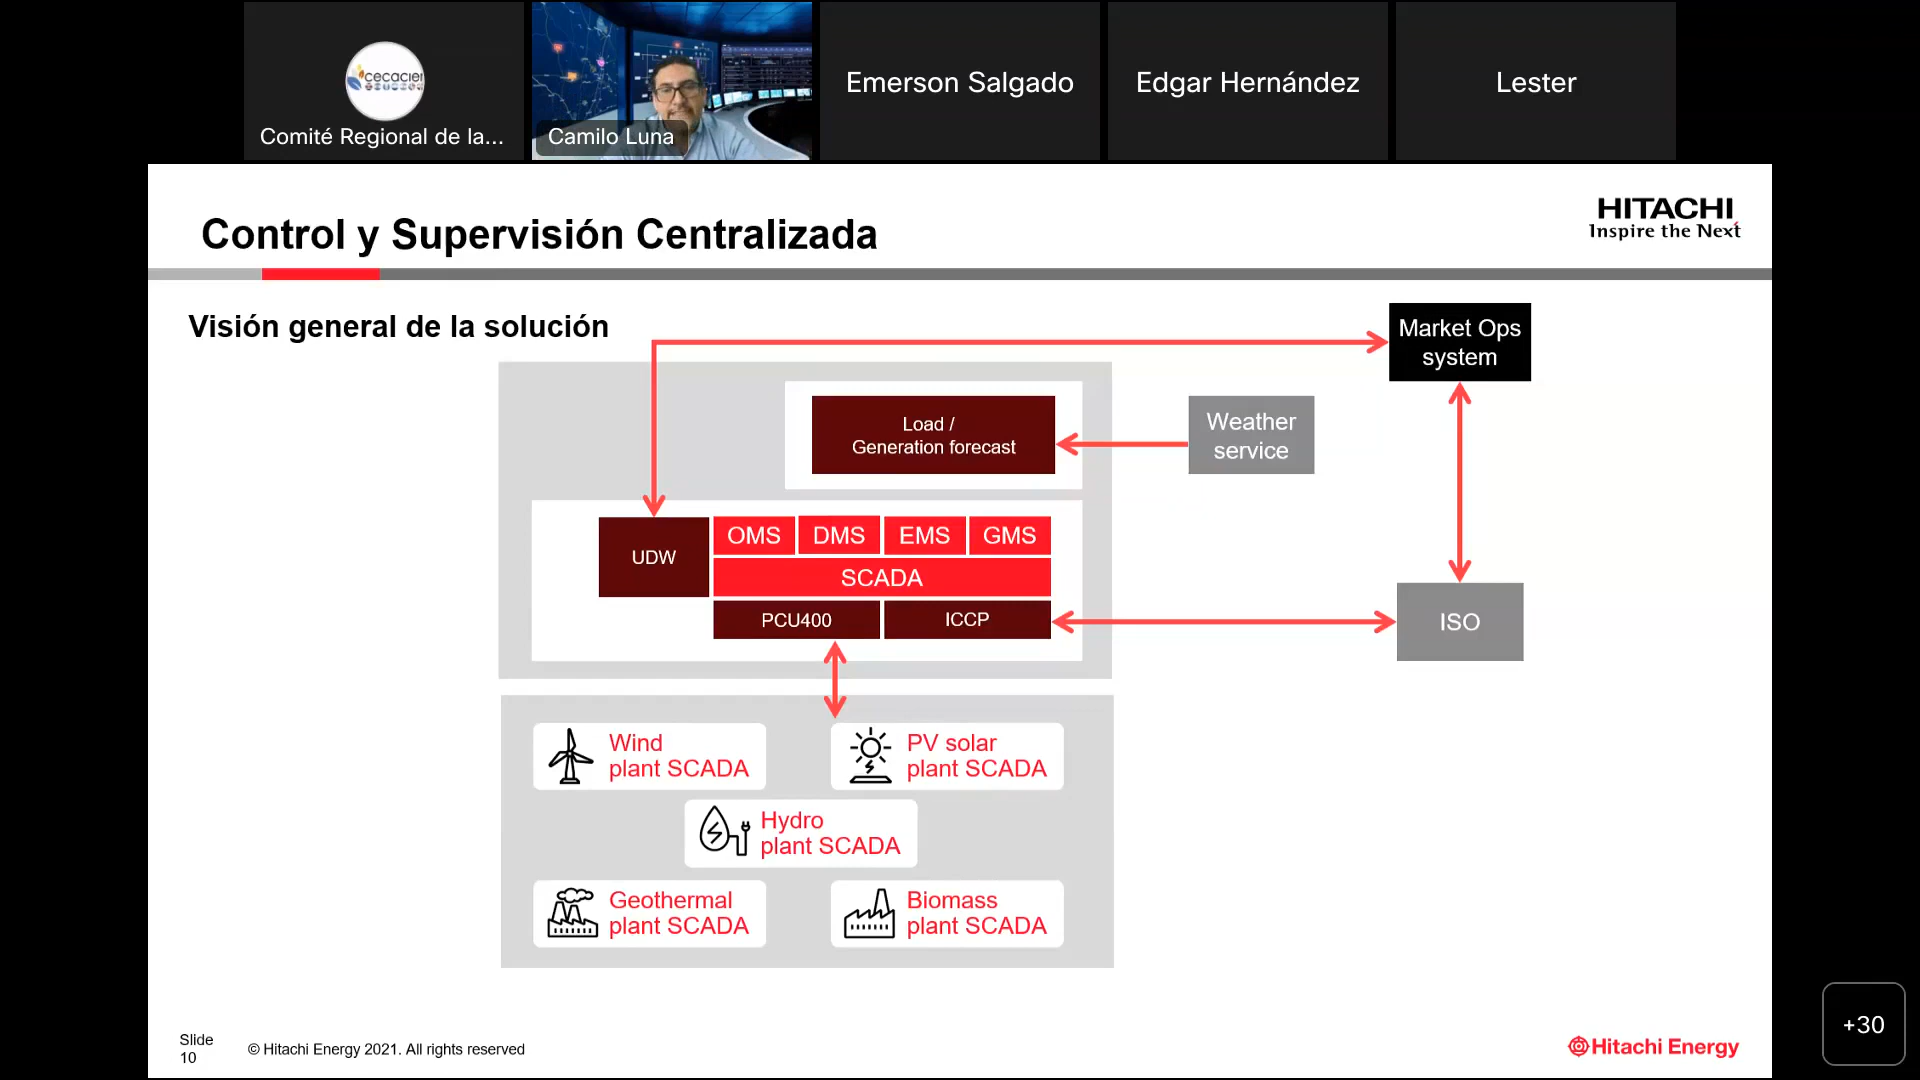 cecacier
Comité Regional de la...
Camilo Luna
Emerson Salgado
Edgar Hernández
Lester
Control y Supervisión Centralizada
HITACHI
Inspire the Next
Visión general de la solución
Market Ops
system
Load /
Generation forecast
Weather
service
UDW
OMS
DMS
EMS
GMS
SCADA
PCU400
ICCP
ISO
Wind
plant SCADA
PV solar
plant SCADA
Hydro
plant SCADA
Geothermal
plant SCADA
Biomass
plant SCADA
Slide
10
© Hitachi Energy 2021. All rights reserved
Hitachi Energy
+30